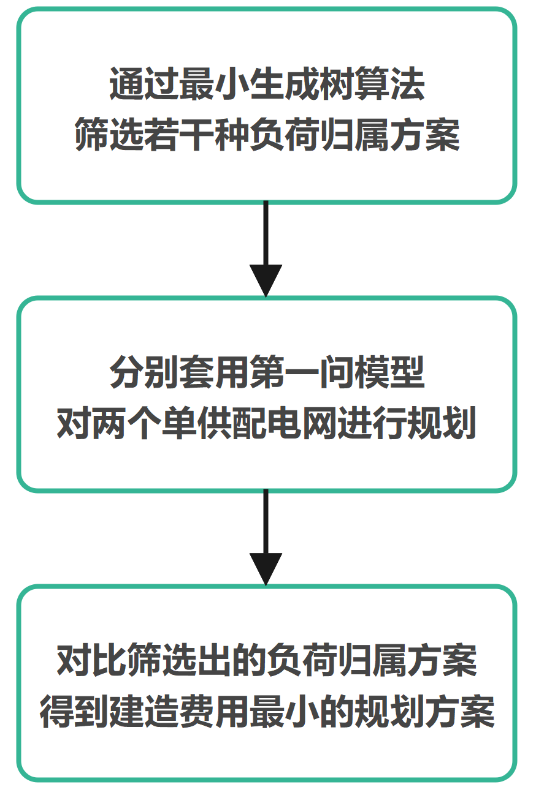 通过最小生成树算法
筛选若干种负荷归属方案
分别套用第一问模型
对两个单供配电网进行规划
对比筛选出的负荷归属方案
得到建造费用最小的规划方案